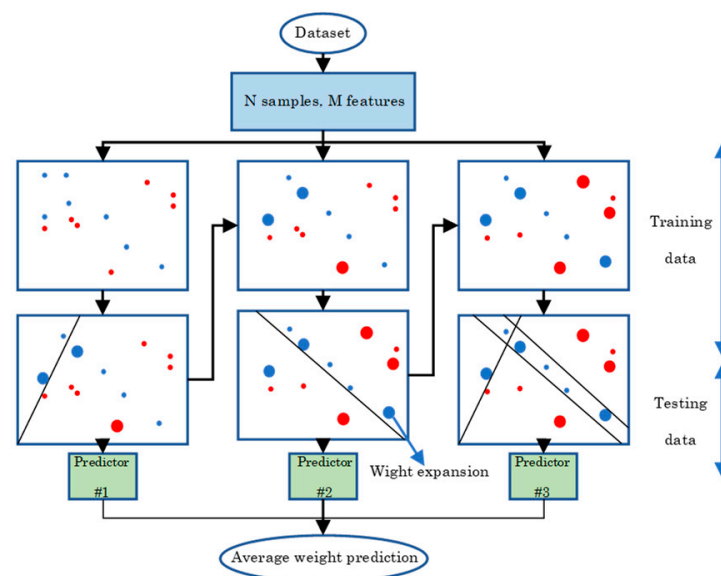 Dataset
N samples, M features
Training
data
Testing
data
Wight expansion
Predictor
#1
Predictor
#2
Predictor
#3
Average weight prediction